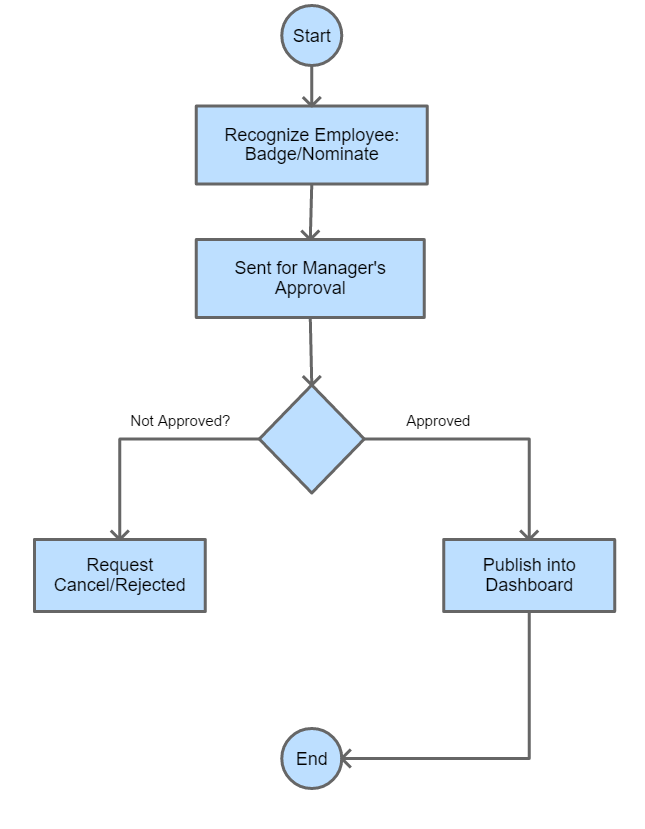 Start
Recognize Employee:
Badge/Nominate
Sent for Manager's
Approval
Not Approved?
Approved
Request
Cancel/Rejected
Publish into
Dashboard
End